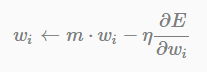 w_i ← m · w_i − η ∂E/∂w_i